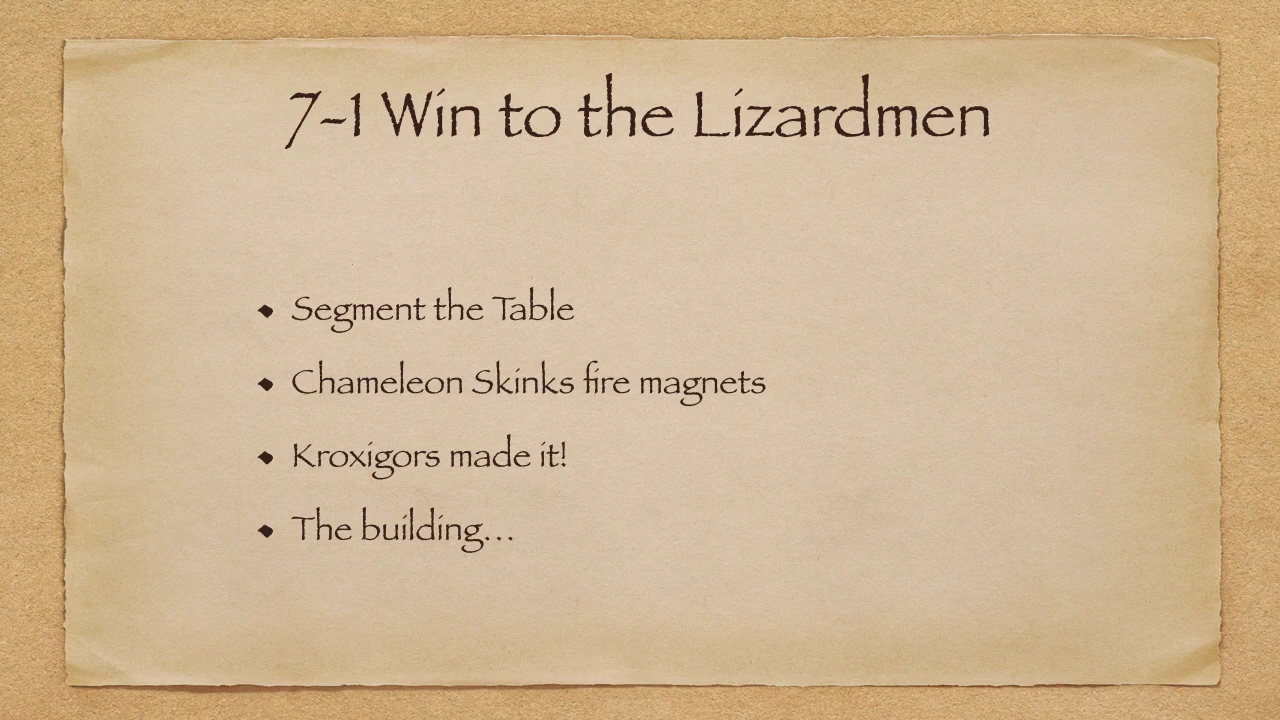 7-1 Win to the Lizardmen
• Segment the Table
• Chameleon Skinks fire magnets
• Kroxigors made it!
• The building…